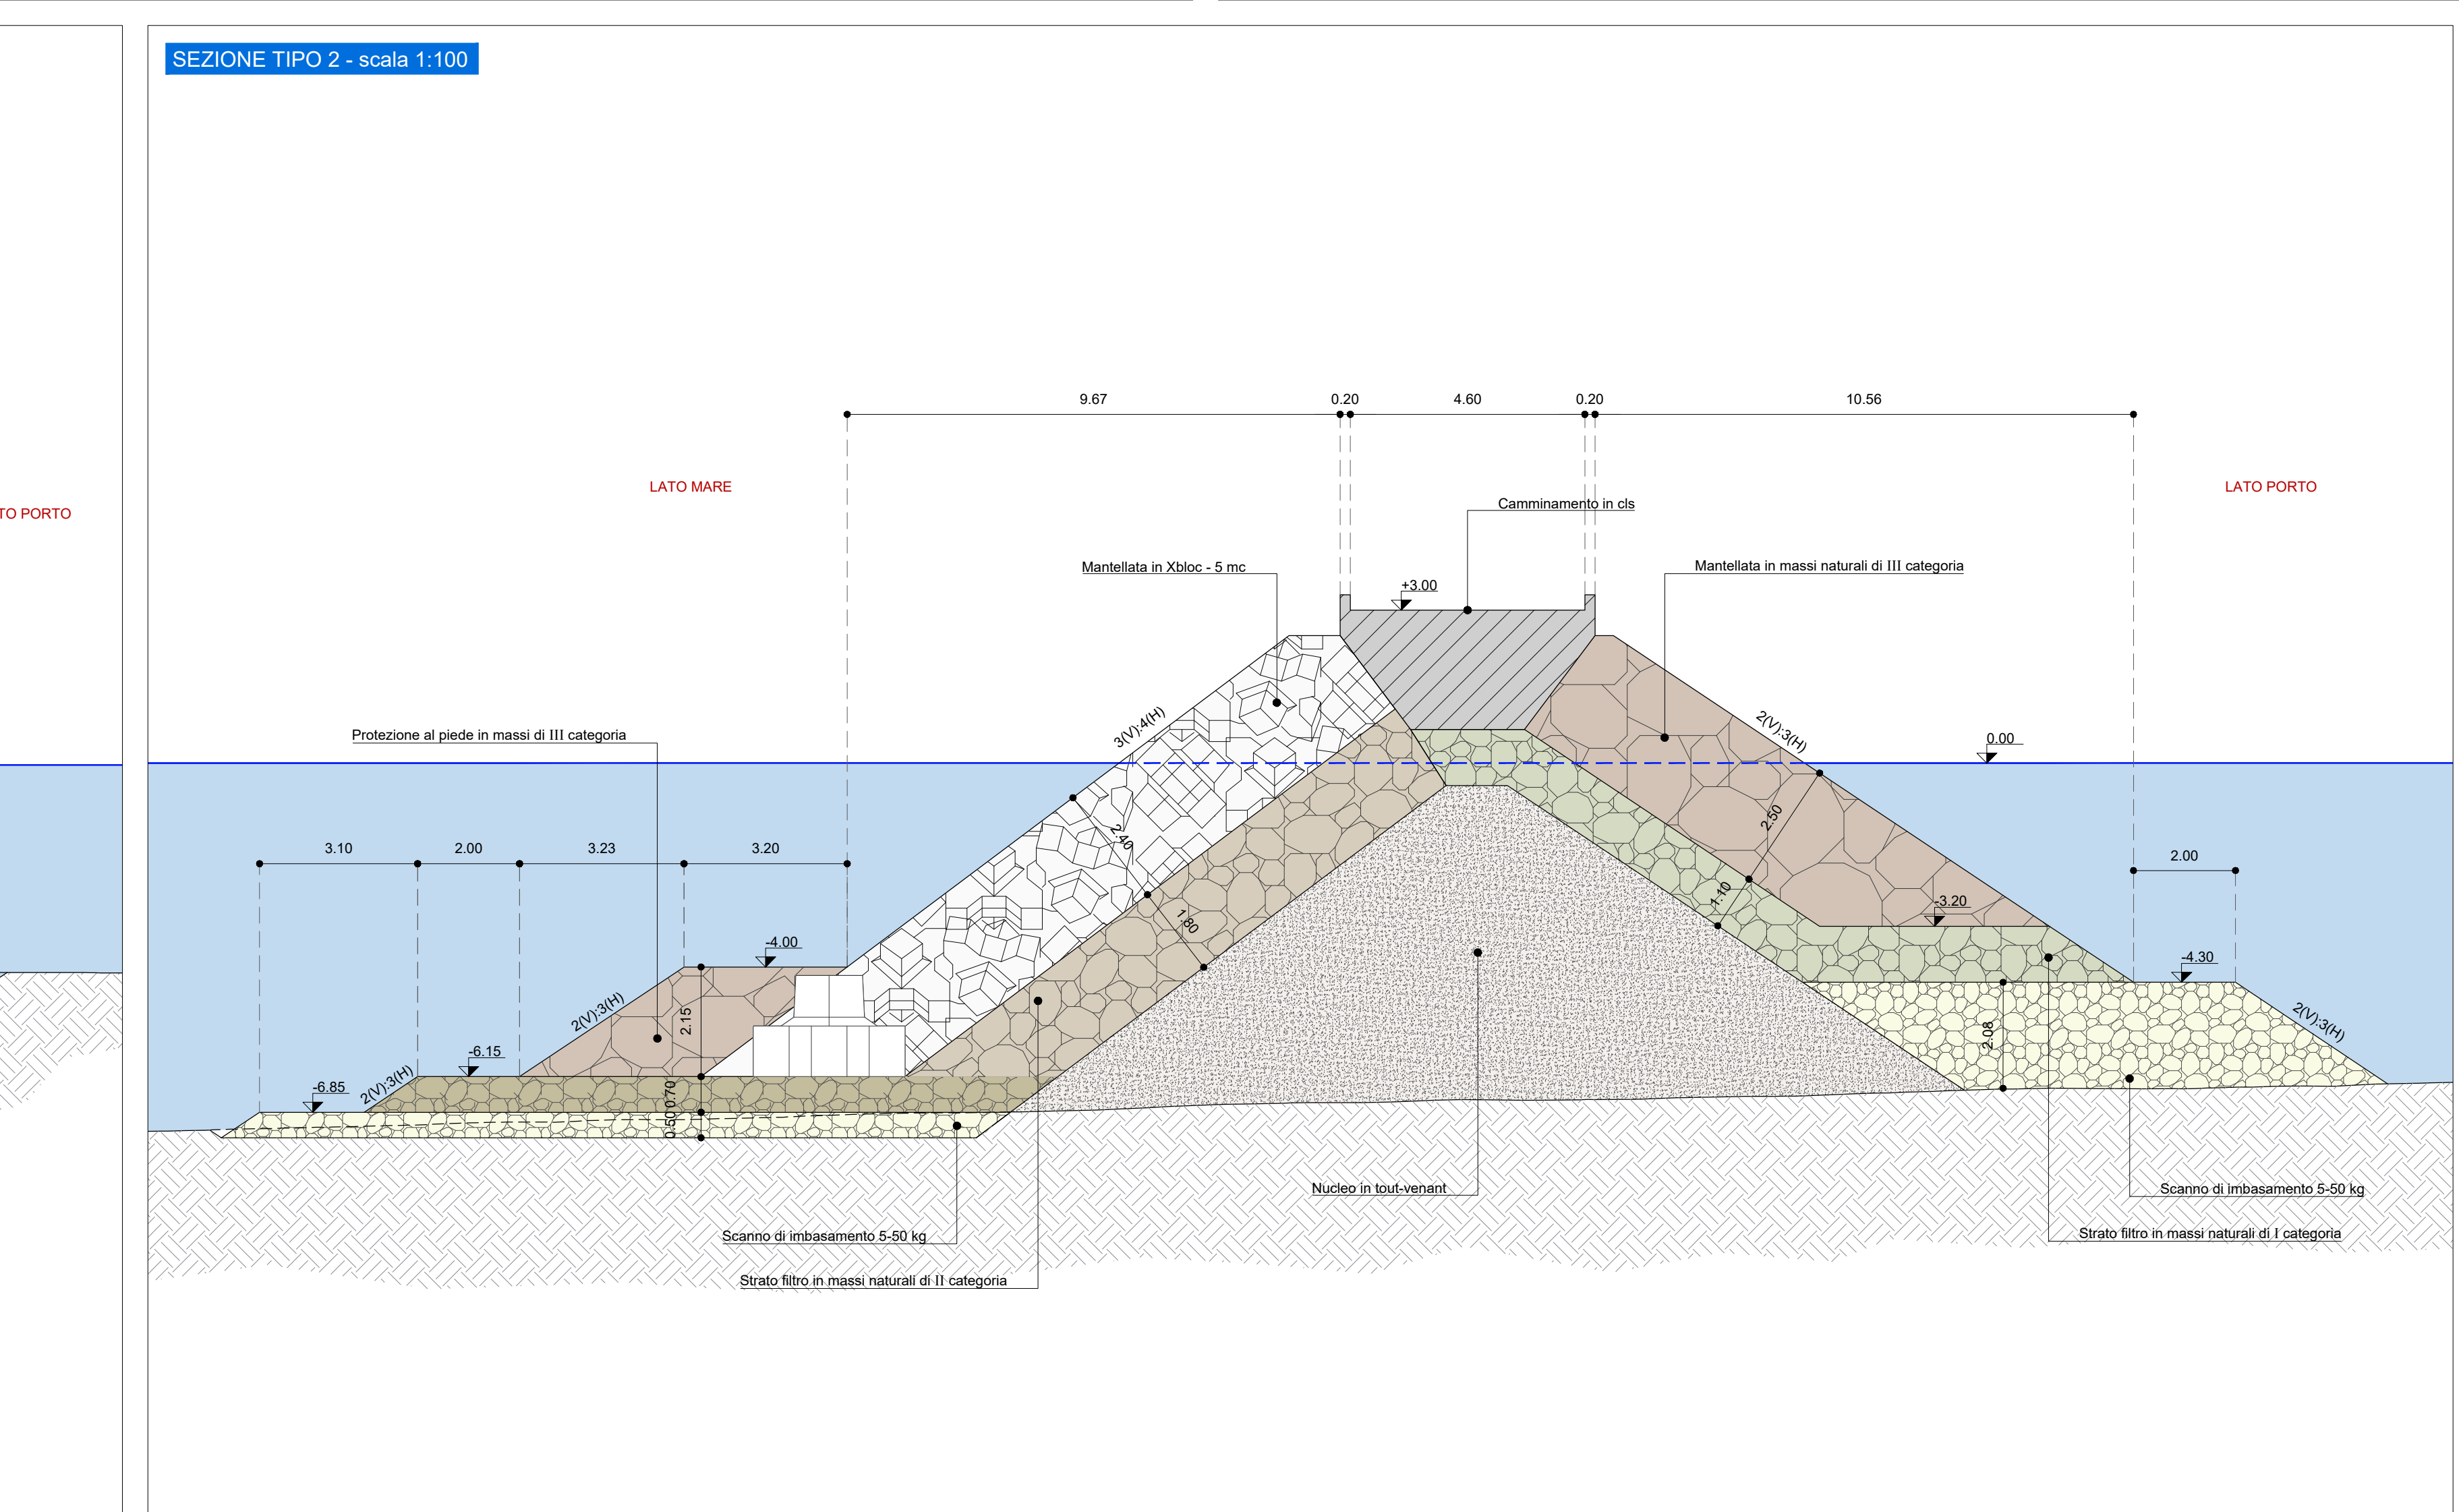 SEZIONE TIPO 2 - scala 1:100
9.67
0.20
4.60
0.20
10.56
LATO MARE
LATO PORTO
TO PORTO
Camminamento in cls
Mantellata in Xbloc - 5 mc
Mantellata in massi naturali di III categoria
+3.00
3(V):4(H)
2(V):3(H)
Protezione al piede in massi di III categoria
0.00
3.10
2.00
3.23
3.20
2.40
2.50
2.00
1.10
1.80
-3.20
-4.00
-4.30
2(V):3(H)
2.15
2(V):3(H)
2.08
-6.15
2(V):3(H)
-6.85
0.70
0.50
Nucleo in tout-venant
Scanno di imbasamento 5-50 kg
Scanno di imbasamento 5-50 kg
Strato filtro in massi naturali di I categoria
Strato filtro in massi naturali di II categoria